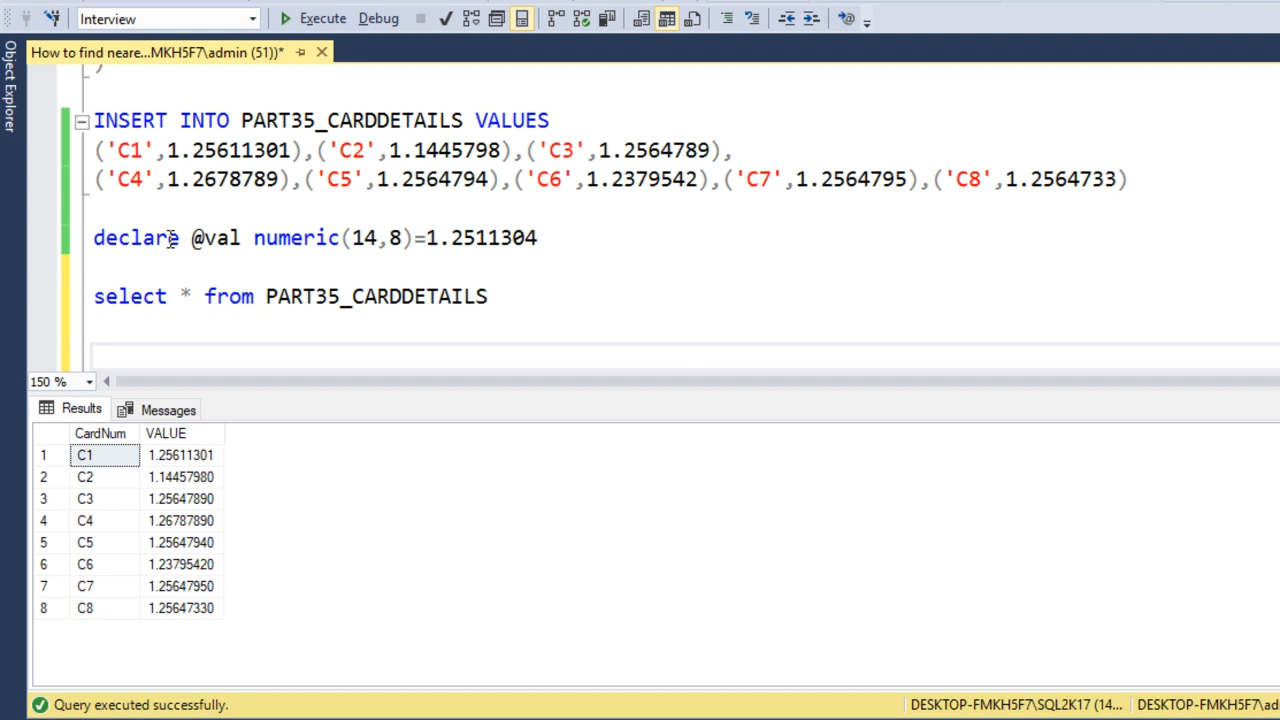 Interview
Execute
Debug
Object Explorer
How to find neare...MKH5F7\admin (51))*
)
INSERT INTO PART35_CARDDETAILS VALUES
('C1',1.25611301),('C2',1.1445798),('C3',1.2564789),
('C4',1.2678789),('C5',1.2564794),('C6',1.2379542),('C7',1.2564795),('C8',1.2564733)
declare @val numeric(14,8)=1.2511304
select * from PART35_CARDDETAILS
150 %
Results
Messages
CardNum VALUE
1 C1 1.25611301
2 C2 1.14457980
3 C3 1.25647890
4 C4 1.26787890
5 C5 1.25647940
6 C6 1.23795420
7 C7 1.25647950
8 C8 1.25647330
Query executed successfully.
DESKTOP-FMKH5F7\SQL2K17 (14...
DESKTOP-FMKH5F7\ad